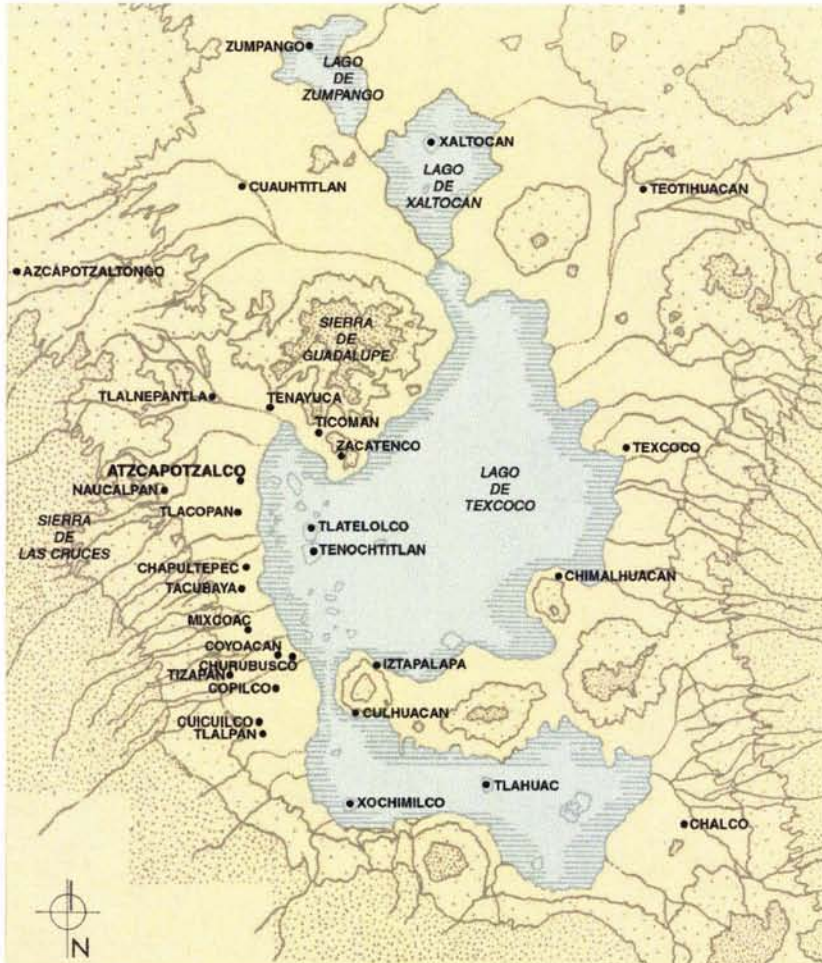 ZUMPANGO
LAGO
DE
ZUMPANGO
XALTOCAN
LAGO
DE
XALTOCAN
CUAUHTITLAN
TEOTIHUACAN
AZCAPOTZALTONGO
SIERRA
DE
GUADALUPE
TLALNEPANTLA
TENAYUCA
TICOMAN
ZACATENCO
TEXCOCO
ATZCAPOTZALCO
NAUCALPAN
LAGO
DE
TEXCOCO
TLACOPAN
SIERRA
DE
LAS CRUCES
TLATELOLCO
TENOCHTITLAN
CHAPULTEPEC
CHIMALHUACAN
TACUBAYA
MIXCOAC
COYOACAN
CHURUBUSCO
IZTAPALAPA
TIZAPAN
COPILCO
CULHUACAN
CUICUILCO
TLALPAN
TLAHUAC
XOCHIMILCO
CHALCO
N